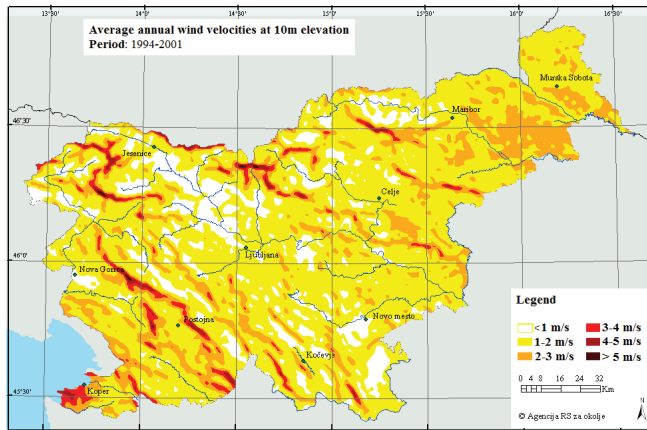 13°30' 14°0' 14°30' 15°0' 15°30' 16°0' 16°30'
Average annual wind velocities at 10m elevation
Period: 1994-2001
Murska Sobota
Maribor
46°30'
Jesenice
Celje
Ljubljana
46°0'
Nova Gorica
Novo mesto
Postojna
Kočevje
Koper
45°30'
Legend
<1 m/s
1-2 m/s
2-3 m/s
3-4 m/s
4-5 m/s
> 5 m/s
0 4 8 16 24 32
Km
N
© Agencija RS za okolje